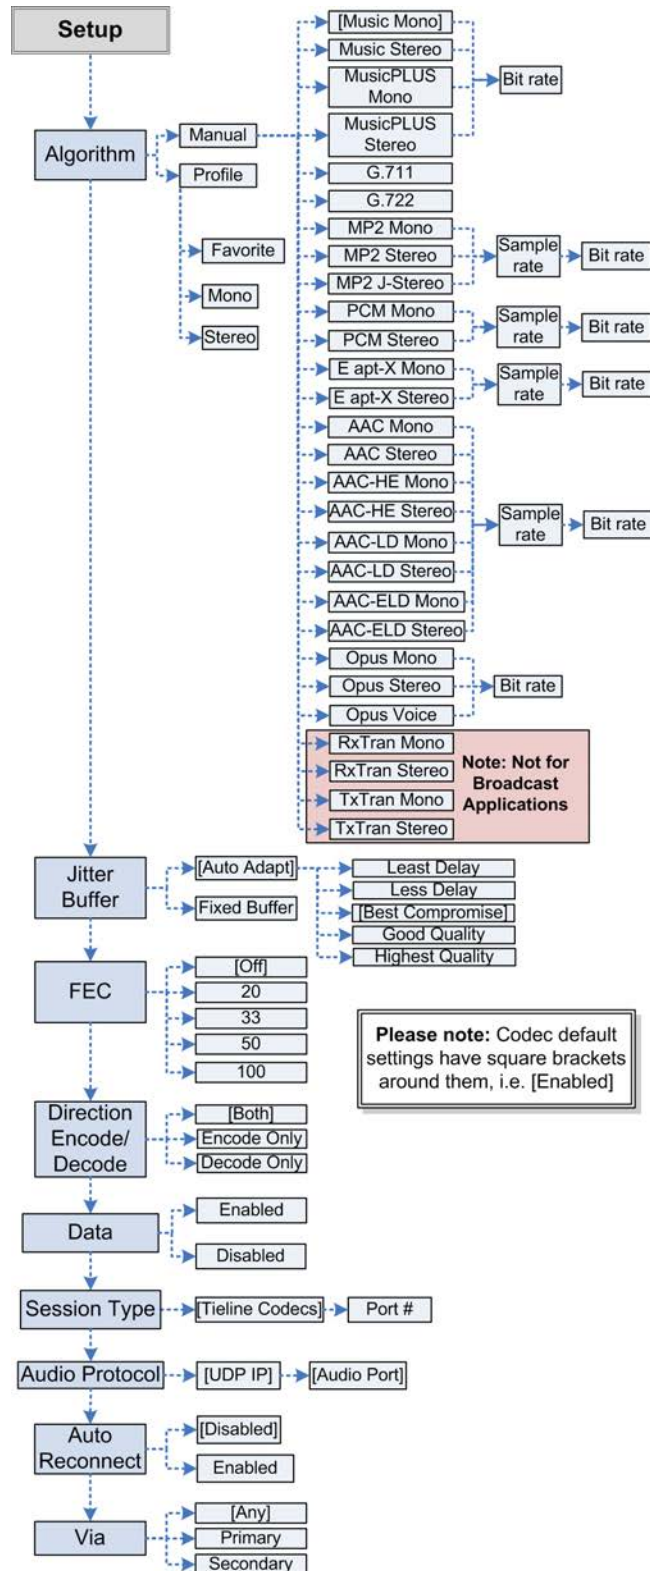 Setup
Algorithm
Manual
Profile
Favorite
Mono
Stereo
[Music Mono]
Music Stereo
MusicPLUS
Mono
MusicPLUS
Stereo
Bit rate
G.711
G.722
MP2 Mono
MP2 Stereo
MP2 J-Stereo
Sample
rate
Bit rate
PCM Mono
PCM Stereo
Sample
rate
Bit rate
E apt-X Mono
E apt-X Stereo
Sample
rate
Bit rate
AAC Mono
AAC Stereo
AAC-HE Mono
AAC-HE Stereo
AAC-LD Mono
AAC-LD Stereo
AAC-ELD Mono
AAC-ELD Stereo
Sample
rate
Bit rate
Opus Mono
Opus Stereo
Opus Voice
Bit rate
RxTran Mono
RxTran Stereo
TxTran Mono
TxTran Stereo
Note: Not for
Broadcast
Applications
Jitter
Buffer
[Auto Adapt]
Fixed Buffer
Least Delay
Less Delay
[Best Compromise]
Good Quality
Highest Quality
FEC
[Off]
20
33
50
100
Please note: Codec default
settings have square brackets
around them, i.e. [Enabled]
Direction
Encode/
Decode
[Both]
Encode Only
Decode Only
Data
Enabled
Disabled
Session Type
[Tieline Codecs]
Port #
Audio Protocol
[UDP IP]
[Audio Port]
Auto
Reconnect
[Disabled]
Enabled
Via
[Any]
Primary
Secondary